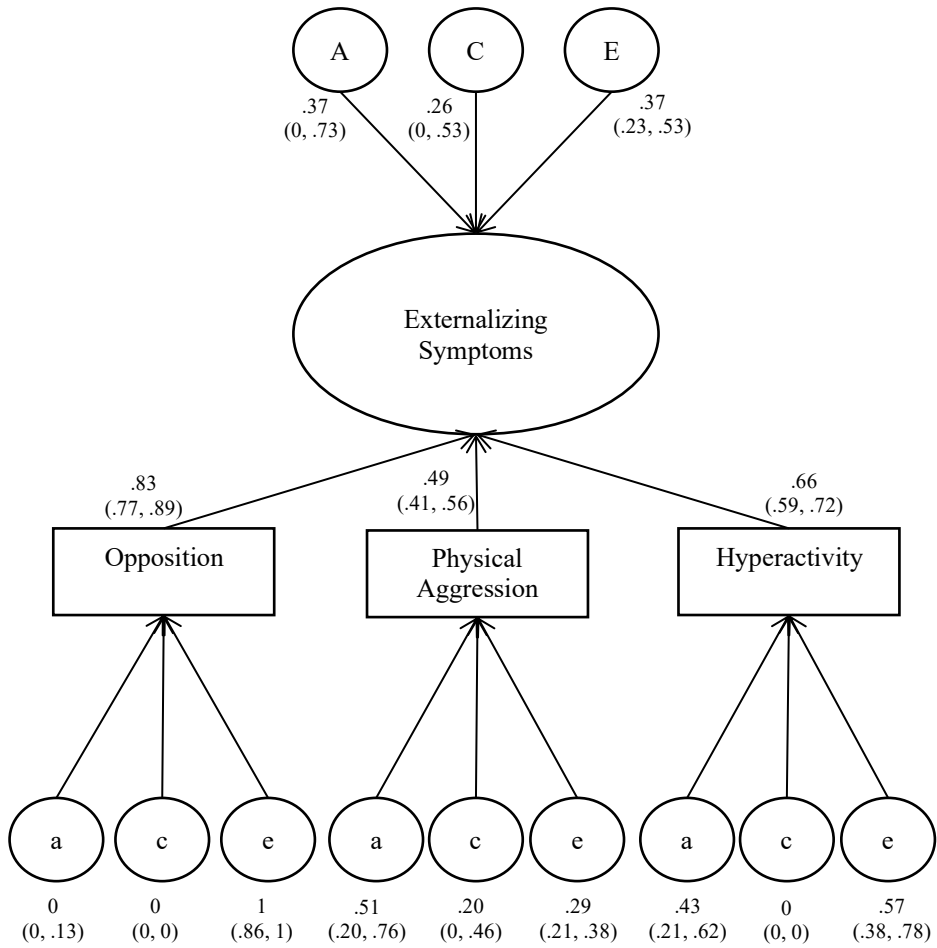 A C E
.37 .26 .37
(0, .73) (0, .53) (.23, .53)
Externalizing
Symptoms
.83 .49 .66
(.77, .89) (.41, .56) (.59, .72)
Opposition Physical Hyperactivity
Aggression
a c e a c e a c e
0 0 1 .51 .20 .29 .43 0 .57
(0, .13) (0, 0) (.86, 1) (.20, .76) (0, .46) (.21, .38) (.21, .62) (0, 0) (.38, .78)